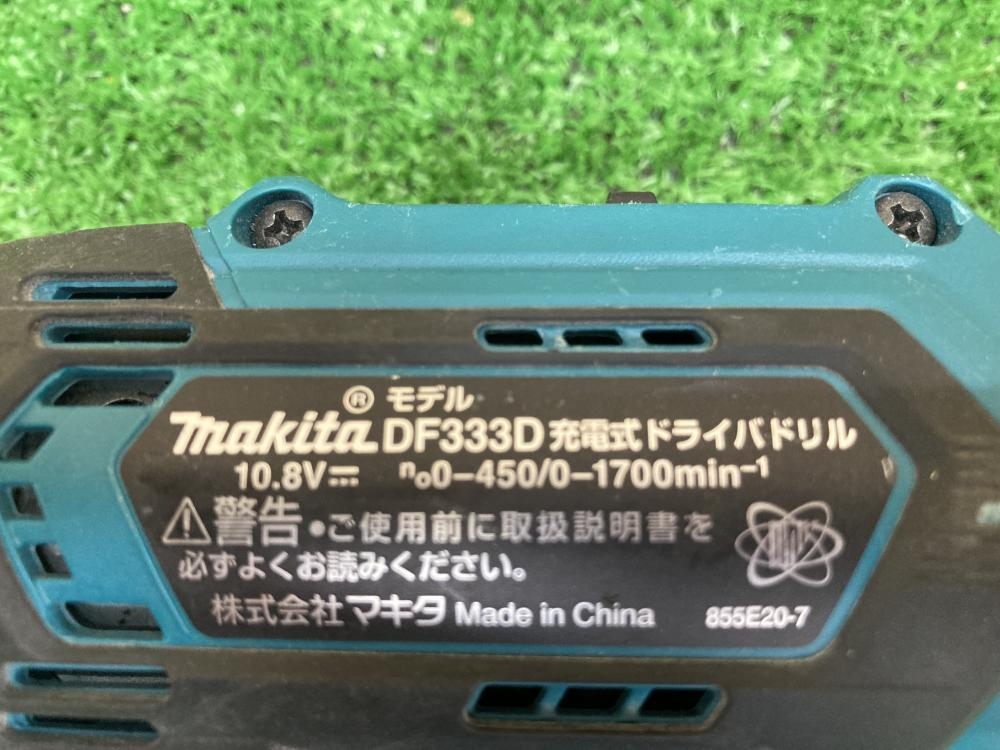 ® モデル
makita DF333D 充電式ドライバドリル
10.8V⎓ n₀0-450/0-1700min⁻¹
⚠警告・ご使用前に取扱説明書を
必ずよくお読みください。
株式会社マキタ Made in China
855E20-7